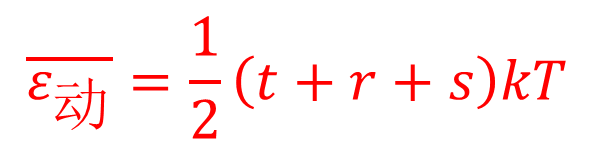 $\overline{\varepsilon_{动}} = \frac{1}{2}(t + r + s)kT$